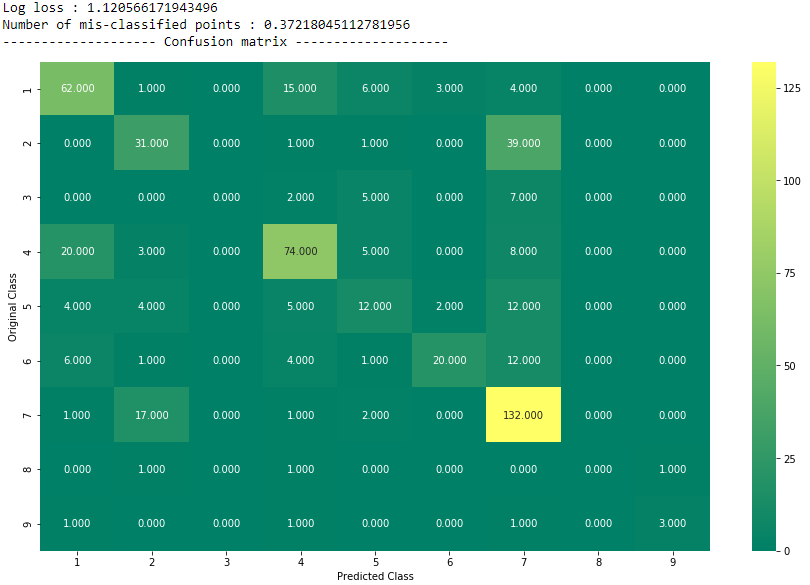 Log loss : 1.120566171943496
Number of mis-classified points : 0.37218045112781956
-------------------- Confusion matrix --------------------
1 62.000 1.000 0.000 15.000 6.000 3.000 4.000 0.000 0.000
2 0.000 31.000 0.000 1.000 1.000 0.000 39.000 0.000 0.000
3 0.000 0.000 0.000 2.000 5.000 0.000 7.000 0.000 0.000
4 20.000 3.000 0.000 74.000 5.000 0.000 8.000 0.000 0.000
5 4.000 4.000 0.000 5.000 12.000 2.000 12.000 0.000 0.000
6 6.000 1.000 0.000 4.000 1.000 20.000 12.000 0.000 0.000
7 1.000 17.000 0.000 1.000 2.000 0.000 132.000 0.000 0.000
8 0.000 1.000 0.000 1.000 0.000 0.000 0.000 0.000 1.000
9 1.000 0.000 0.000 1.000 0.000 0.000 1.000 0.000 3.000
1 2 3 4 5 6 7 8 9
Predicted Class
Original Class
125
100
75
50
25
0